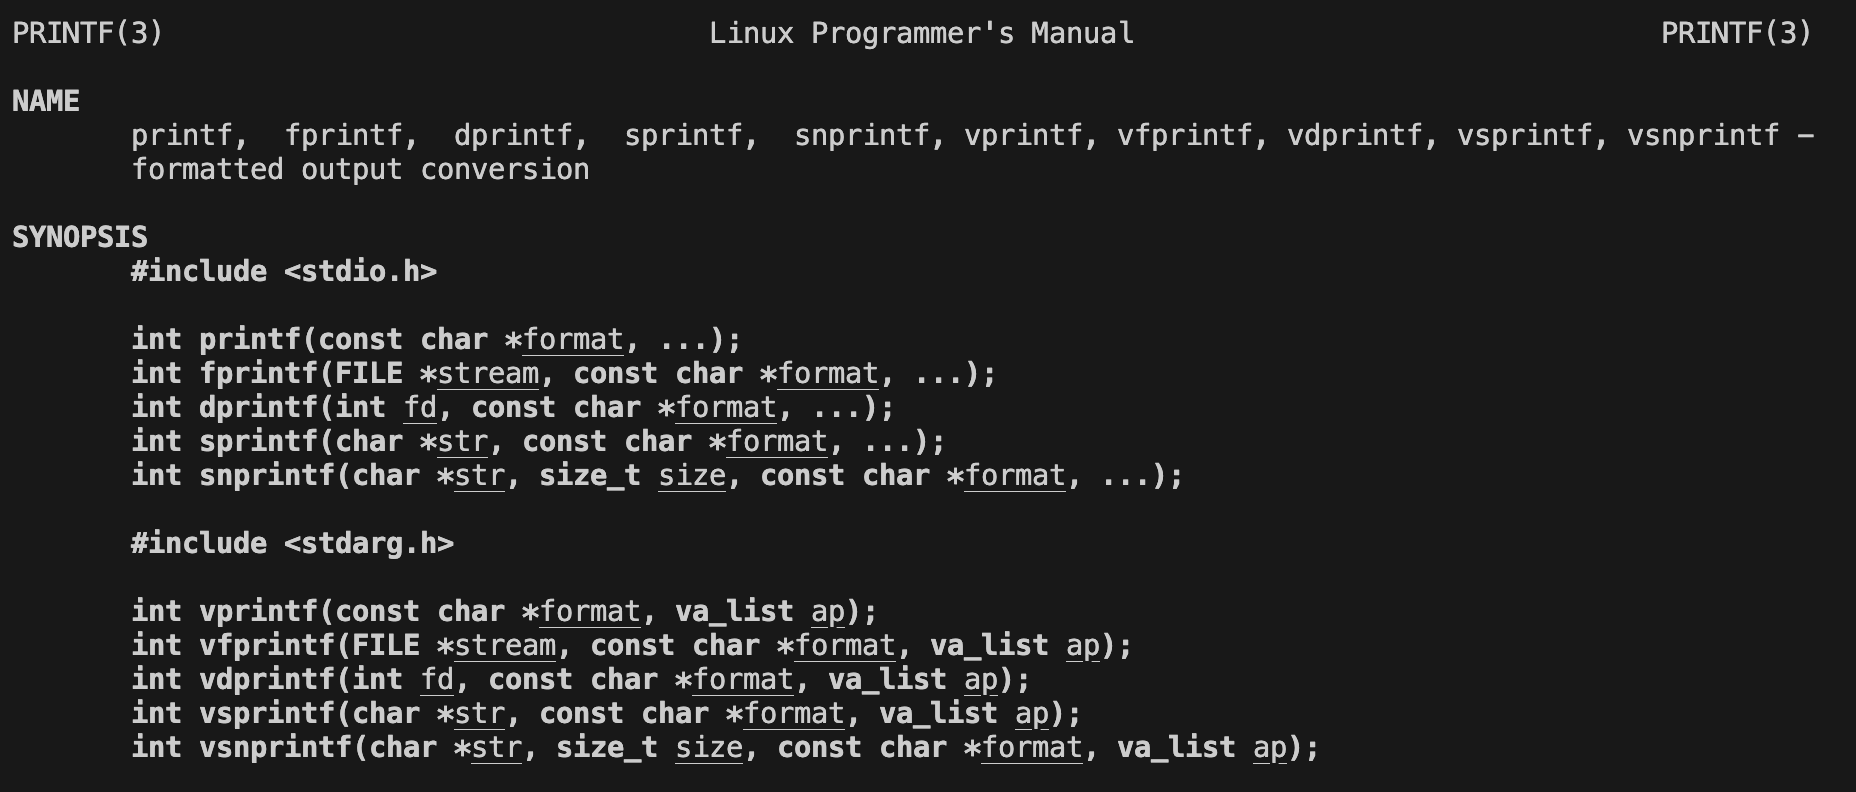 PRINTF(3) Linux Programmer's Manual PRINTF(3)
NAME
printf, fprintf, dprintf, sprintf, snprintf, vprintf, vfprintf, vdprintf, vsprintf, vsnprintf −
formatted output conversion
SYNOPSIS
#include <stdio.h>
int printf(const char *format, ...);
int fprintf(FILE *stream, const char *format, ...);
int dprintf(int fd, const char *format, ...);
int sprintf(char *str, const char *format, ...);
int snprintf(char *str, size_t size, const char *format, ...);
#include <stdarg.h>
int vprintf(const char *format, va_list ap);
int vfprintf(FILE *stream, const char *format, va_list ap);
int vdprintf(int fd, const char *format, va_list ap);
int vsprintf(char *str, const char *format, va_list ap);
int vsnprintf(char *str, size_t size, const char *format, va_list ap);